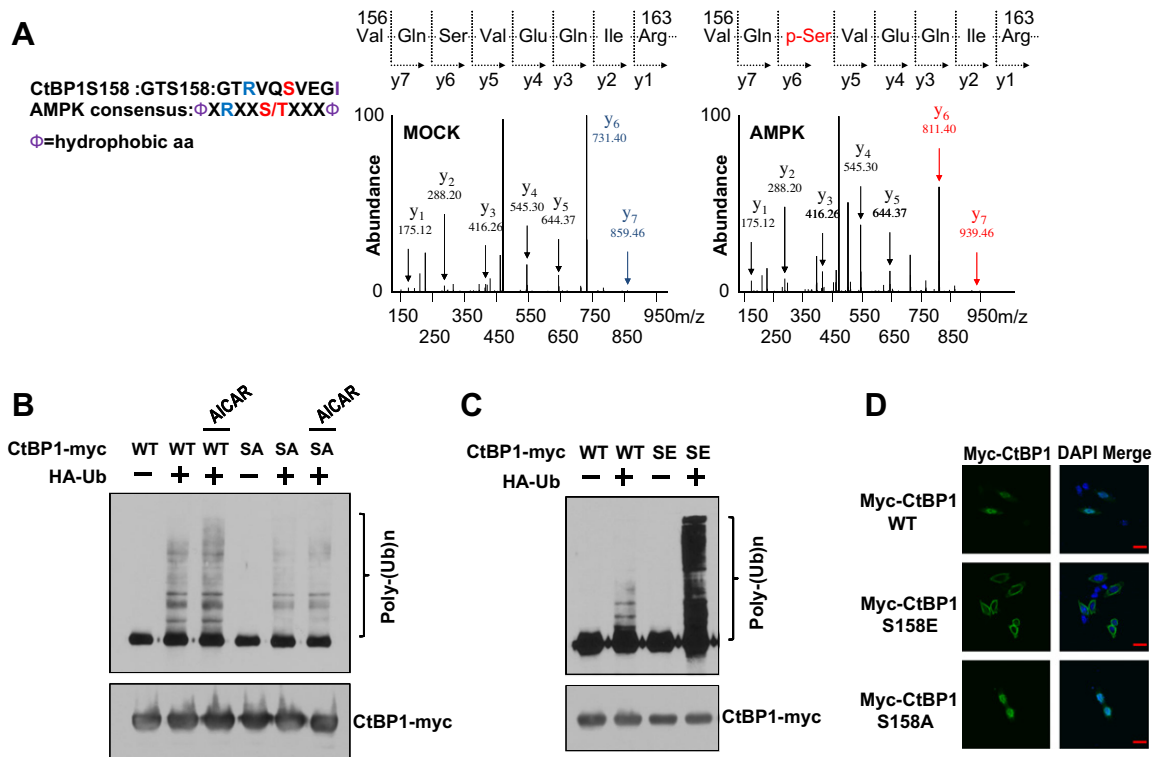 A
CtBP1S158 :GTS158:GTRVQSVEGI
AMPK consensus:ΦXRXXS/TXXXΦ
Φ=hydrophobic aa
156 163
Val Gln Ser Val Glu Gln Ile Arg
y7 y6 y5 y4 y3 y2 y1
100
MOCK
Abundance
0
y1
175.12
y2
288.20
y3
416.26
y4
545.30
y5
644.37
y6
731.40
y7
859.46
150 350 550 750 950m/z
250 450 650 850
156 163
Val Gln p-Ser Val Glu Gln Ile Arg
y7 y6 y5 y4 y3 y2 y1
100
AMPK
Abundance
0
y1
175.12
y2
288.20
y3
416.26
y4
545.30
y5
644.37
y6
811.40
y7
939.46
150 350 550 750 950m/z
250 450 650 850
B
AICAR AICAR
CtBP1-myc WT WT WT SA SA SA
HA-Ub − + + − + +
Poly-(Ub)n
CtBP1-myc
C
CtBP1-myc WT WT SE SE
HA-Ub − + − +
Poly-(Ub)n
CtBP1-myc
D
Myc-CtBP1 DAPI Merge
Myc-CtBP1
WT
Myc-CtBP1
S158E
Myc-CtBP1
S158A